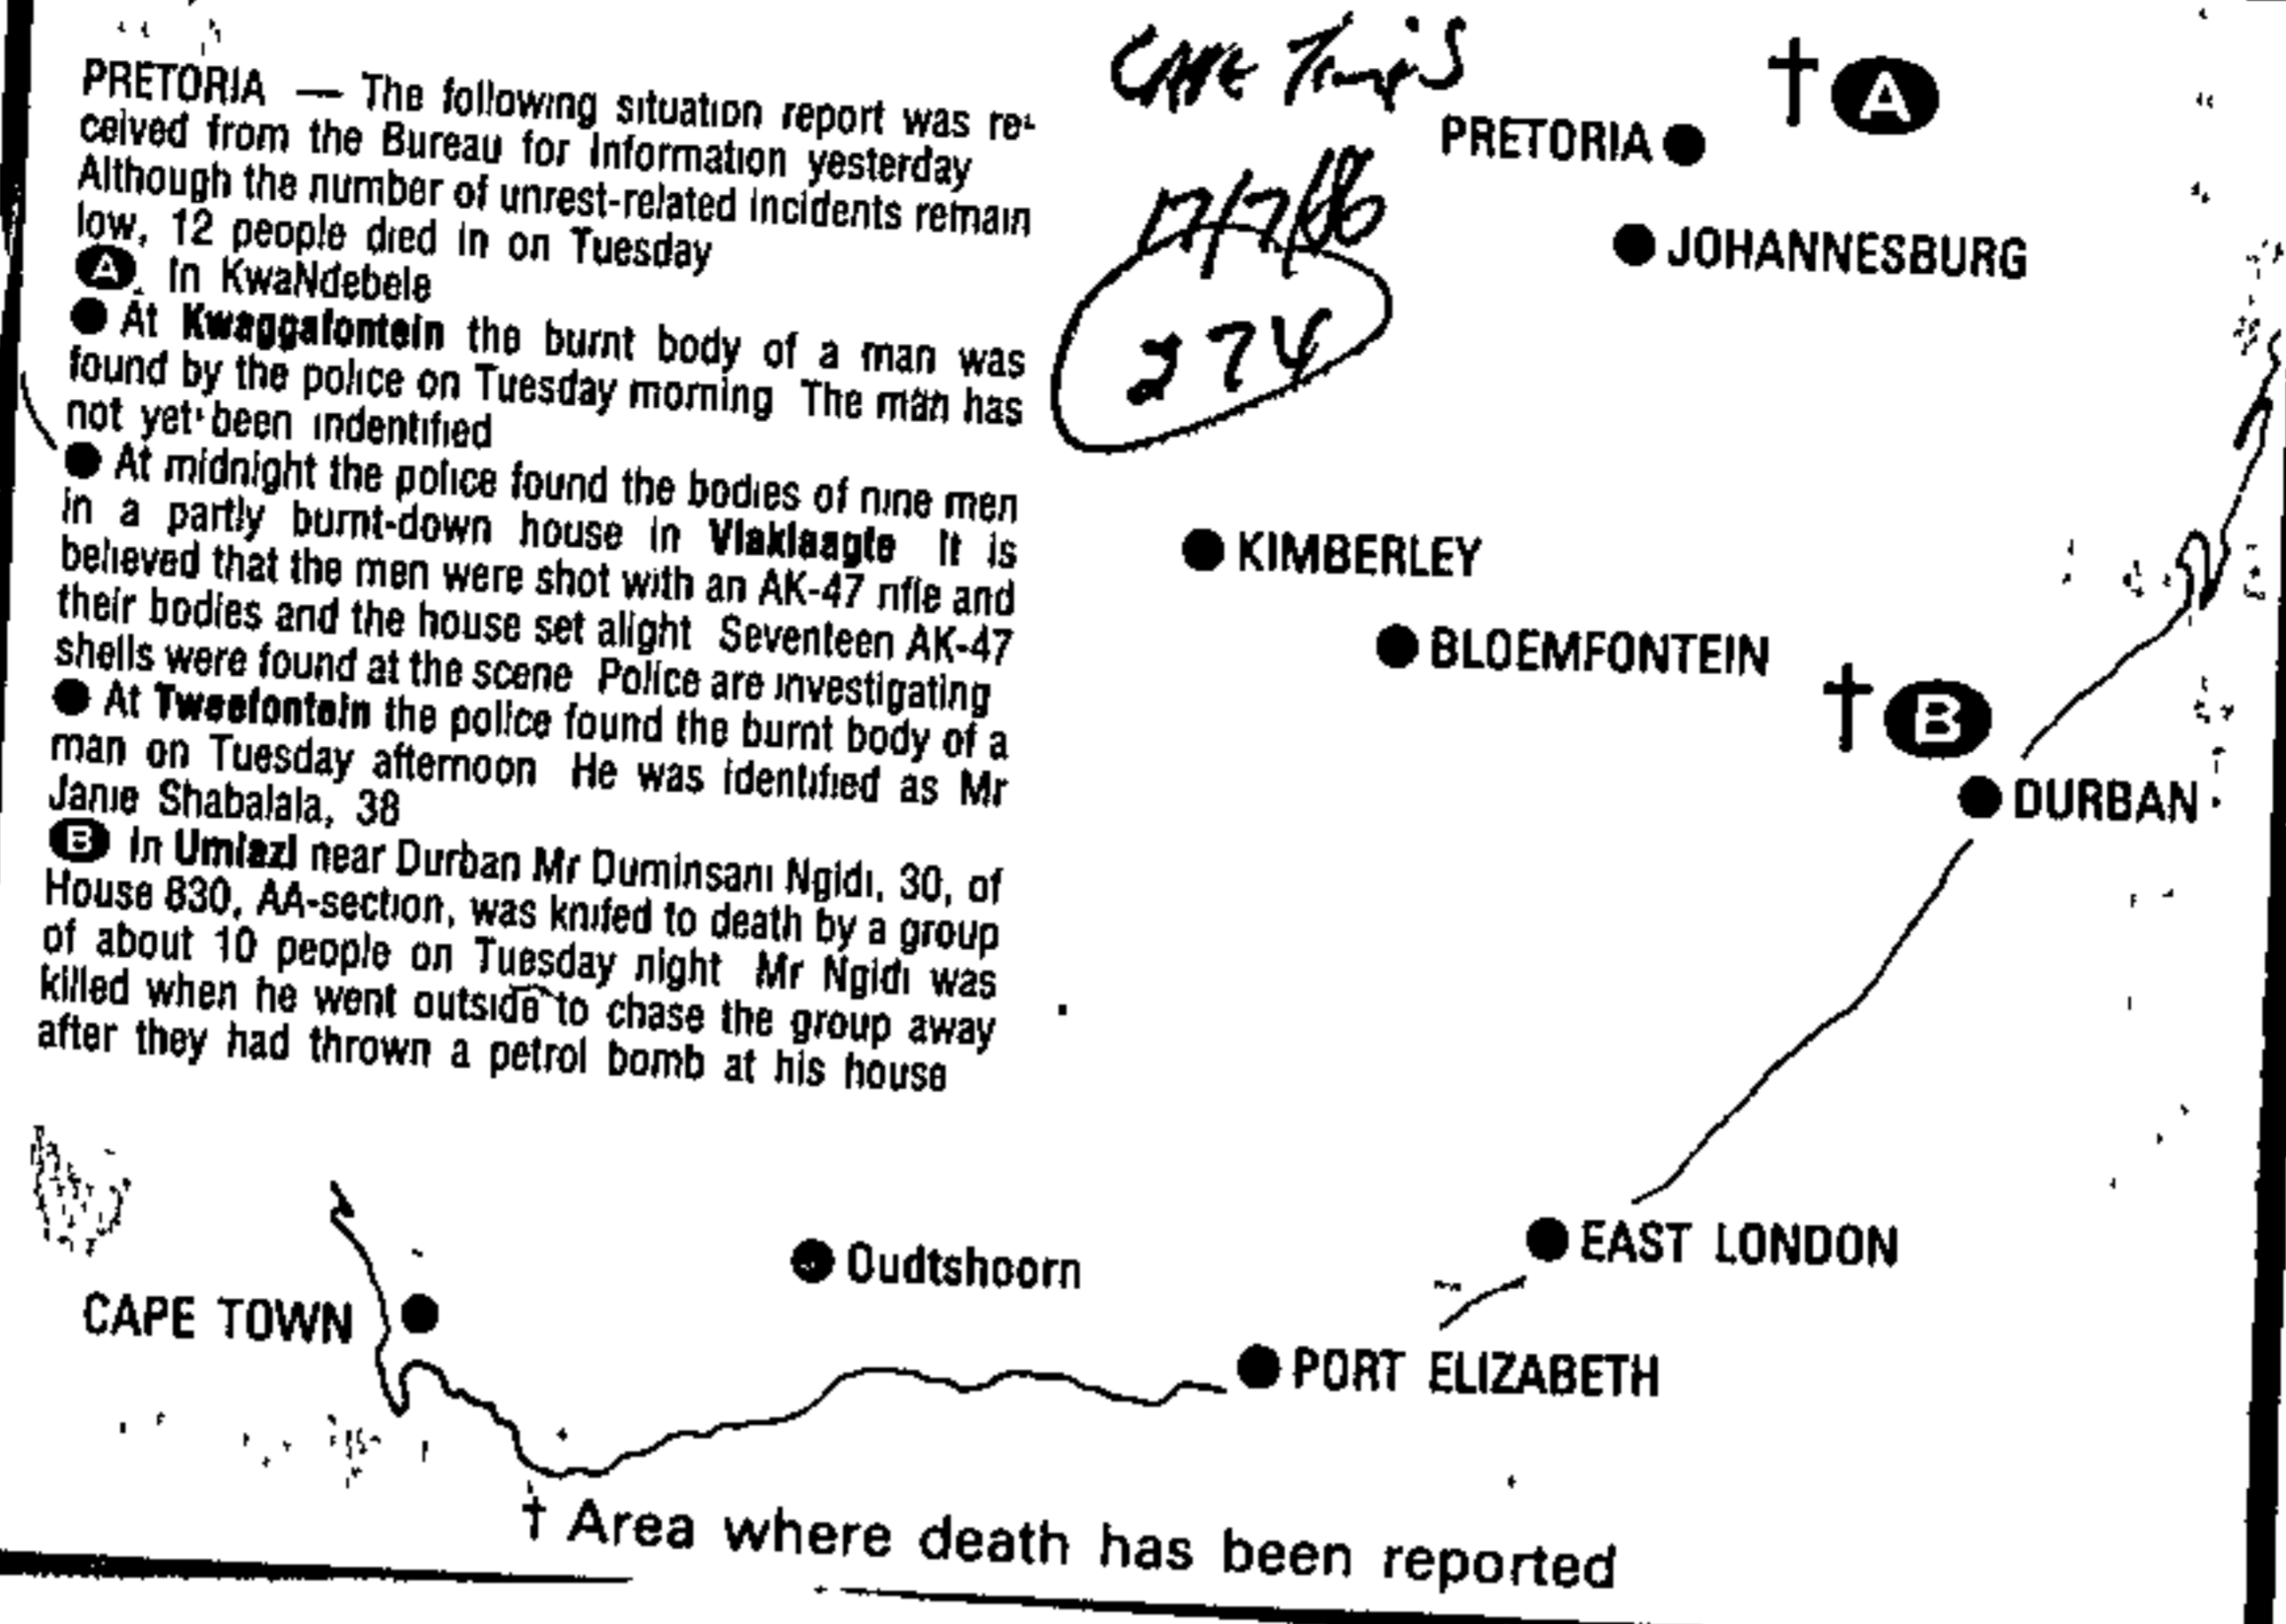 PRETORIA — The following situation report was re-
ceived from the Bureau for Information yesterday
Although the number of unrest-related incidents remain
low, 12 people died in on Tuesday
A In KwaNdebele
● At Kwaggafontein the burnt body of a man was
found by the police on Tuesday morning The man has
not yet been indentified
● At midnight the police found the bodies of nine men
in a partly burnt-down house in Vlaklaagte It is
believed that the men were shot with an AK-47 rifle and
their bodies and the house set alight Seventeen AK-47
shells were found at the scene Police are investigating
● At Tweefontein the police found the burnt body of a
man on Tuesday afternoon He was identified as Mr
Janie Shabalala, 38
B In Umlazi near Durban Mr Duminsani Ngidi, 30, of
House 830, AA-section, was knifed to death by a group
of about 10 people on Tuesday night Mr Ngidi was
killed when he went outside to chase the group away
after they had thrown a petrol bomb at his house
CAPE Times
17/7/86
274
† A
PRETORIA
JOHANNESBURG
KIMBERLEY
BLOEMFONTEIN
† B
DURBAN
EAST LONDON
Oudtshoorn
CAPE TOWN
PORT ELIZABETH
† Area where death has been reported